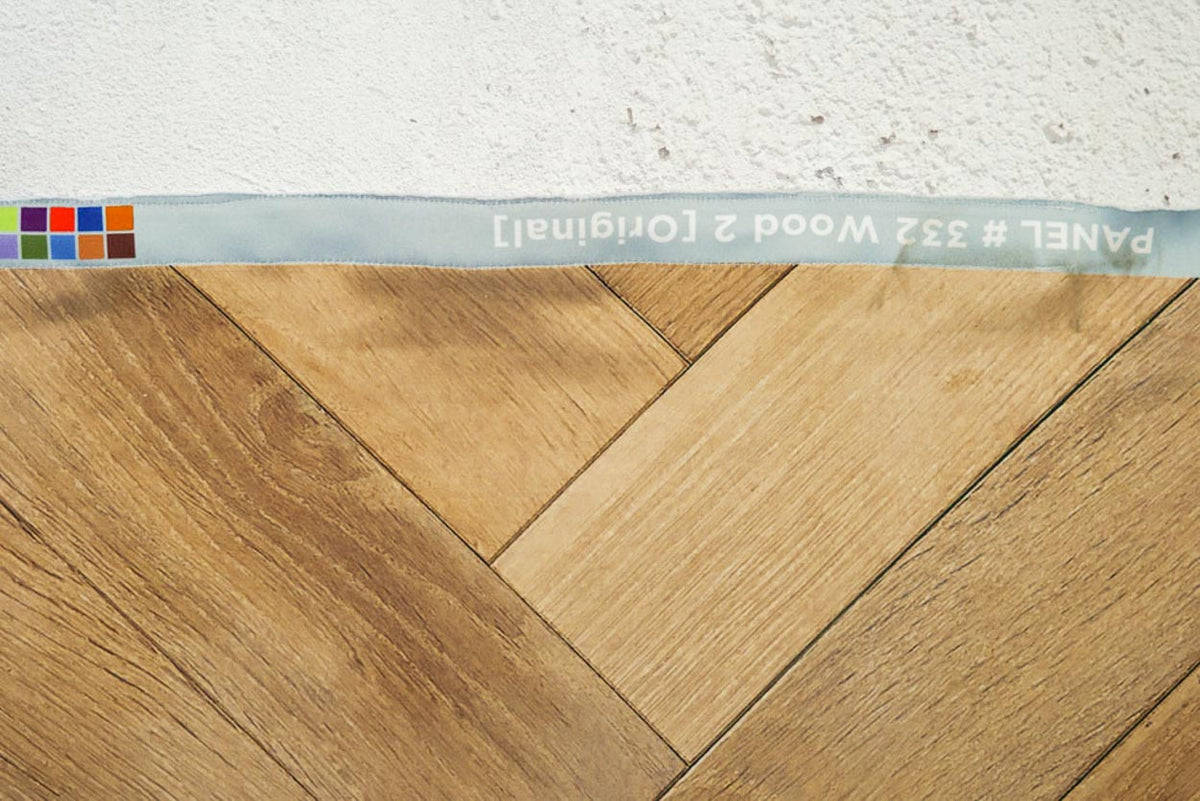 PANEL # 332 Wood 2 [Original]